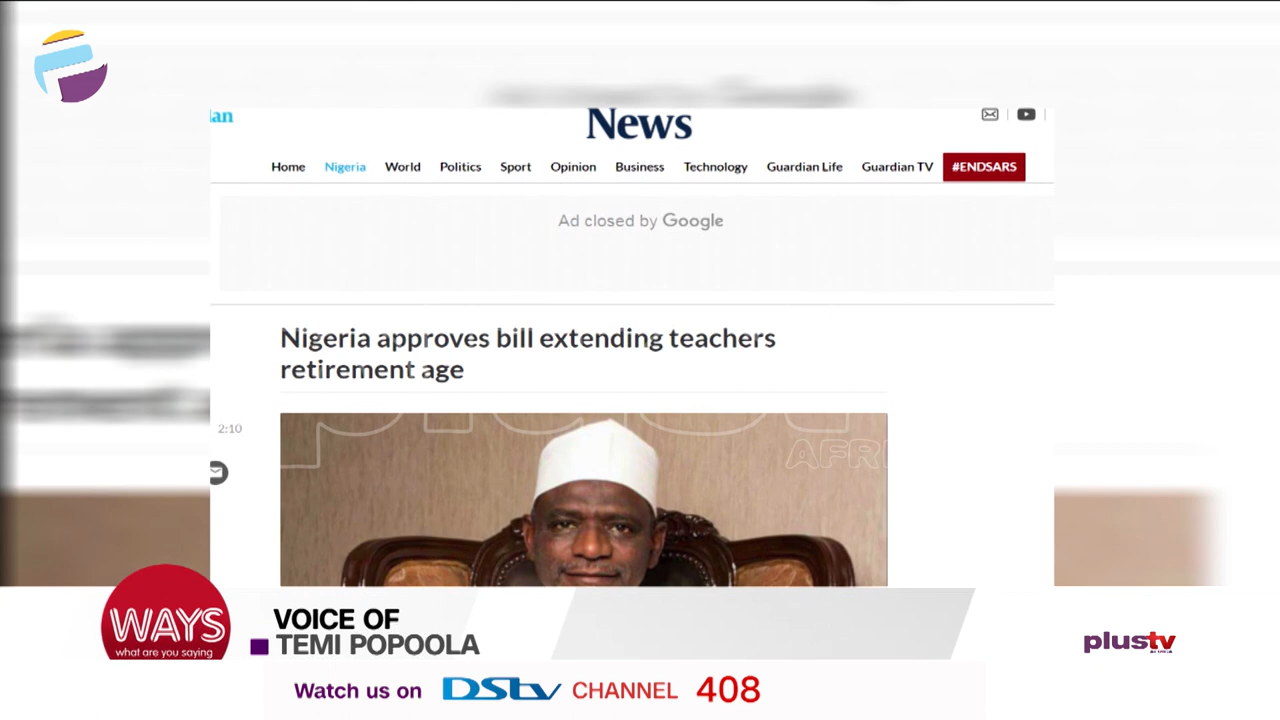 lan
News
Home Nigeria World Politics Sport Opinion Business Technology Guardian Life Guardian TV #ENDSARS
Ad closed by Google
Nigeria approves bill extending teachers
retirement age
2:10
AFRI
WAYS
what are you saying
VOICE OF
TEMI POPOOLA
plustv
Watch us on DStv CHANNEL 408